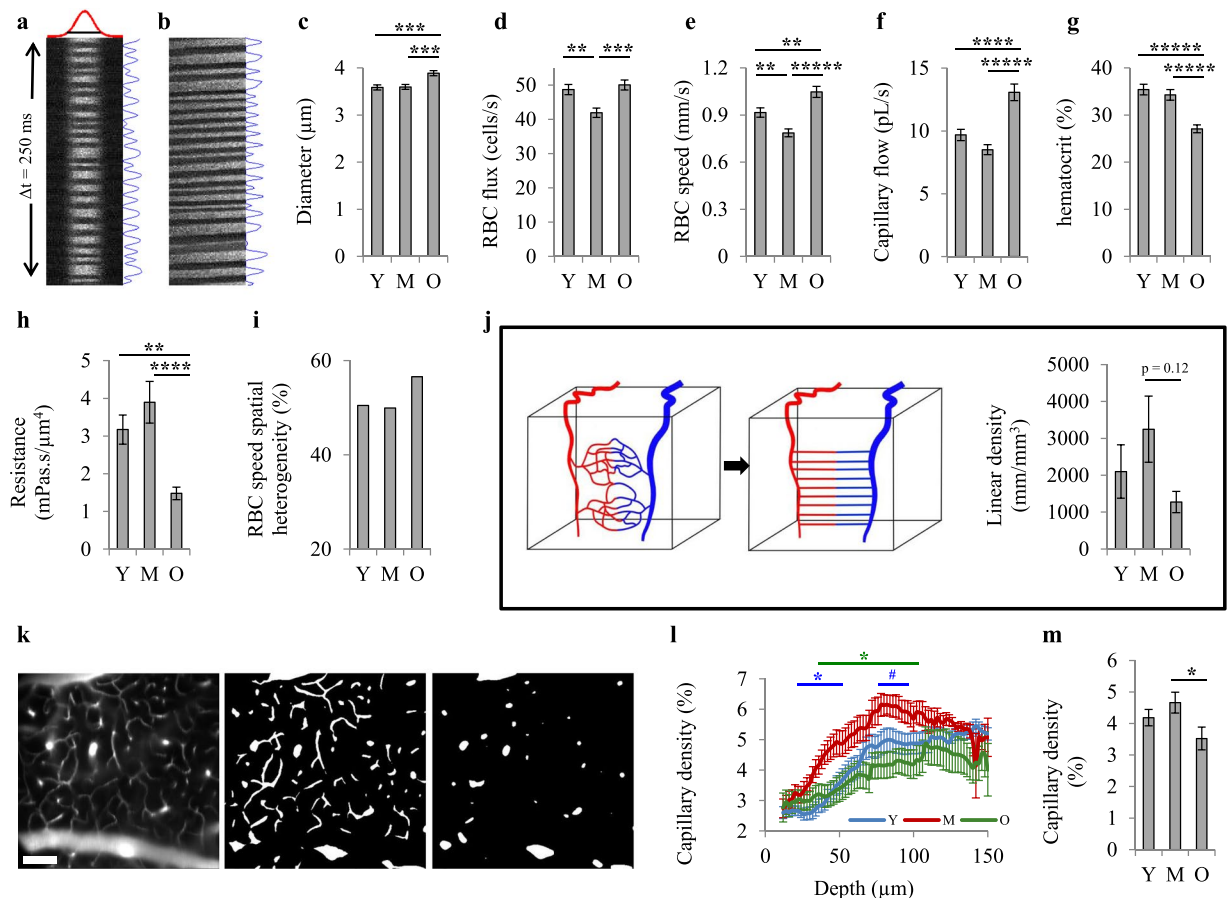 a
b
c
d
e
f
g
Δt = 250 ms
Diameter (μm)
5
4
3
2
1
0
Y M O
***
***
RBC flux (cells/s)
50
40
30
20
10
0
Y M O
** ***
RBC speed (mm/s)
1.2
0.9
0.6
0.3
0
Y M O
**
** *****
Capillary flow (pL/s)
15
10
5
0
Y M O
****
*****
hematocrit (%)
40
30
20
10
0
Y M O
*****
*****
h
i
j
Resistance
(mPas.s/μm⁴)
5
4
3
2
1
0
Y M O
**
****
RBC speed spatial
heterogeneity (%)
60
40
20
Y M O
Linear density
(mm/mm³)
5000
4000
3000
2000
1000
0
Y M O
p = 0.12
k
l
m
Capillary density (%)
7
6
5
4
3
2
0 50 100 150
Depth (μm)
*
* #
Y M O
Capillary density
(%)
6
5
4
3
2
1
0
Y M O
*